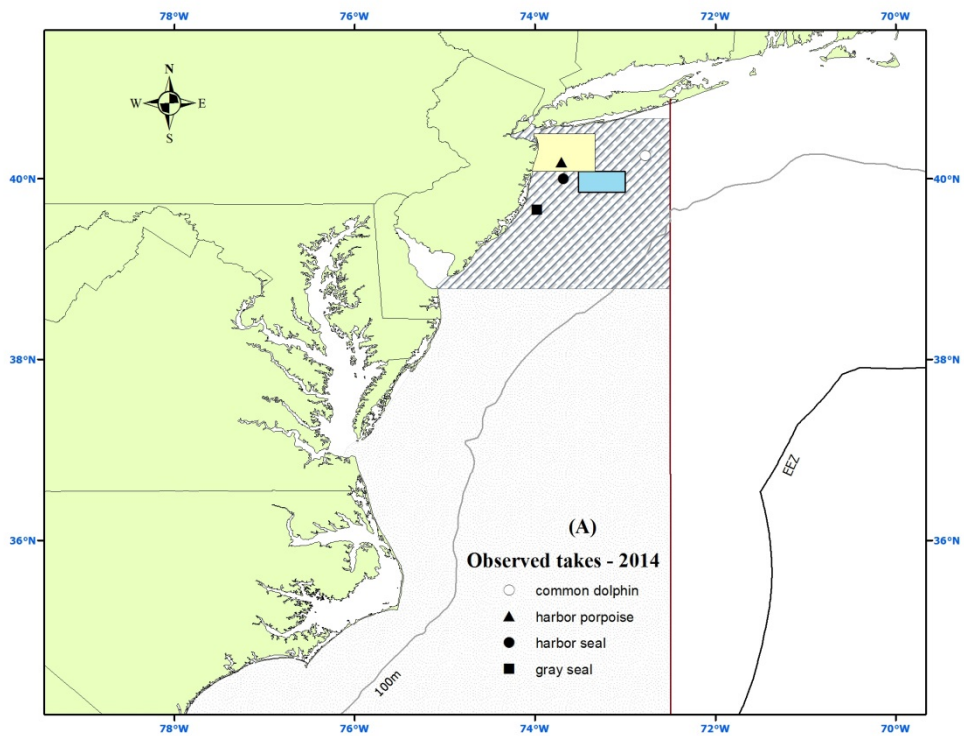 78°W 76°W 74°W 72°W 70°W
N
W E
S
40°N 40°N
38°N 38°N
EEZ
36°N 36°N
(A)
Observed takes - 2014
common dolphin
harbor porpoise
harbor seal
gray seal
100m
78°W 76°W 74°W 72°W 70°W